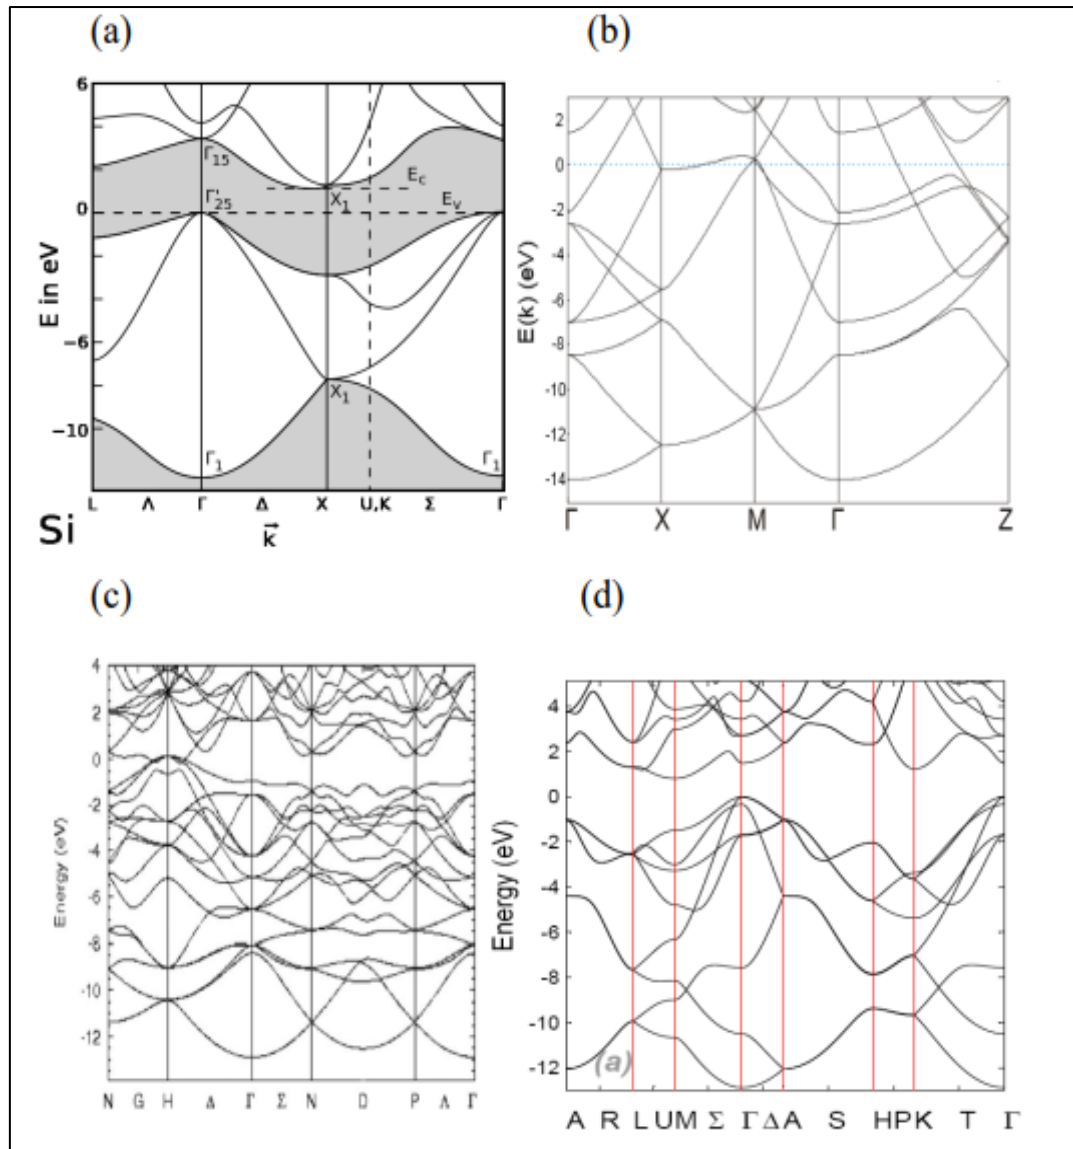 (a)
(b)
6
0
−6
−10
E in eV
Γ15
Γ'25
X1
Ec
Ev
X1
Γ1
Γ1
L Λ Γ Δ X U,K Σ Γ
k
Si
2
0
-2
-4
-6
-8
-10
-12
-14
E(k) (eV)
Γ X M Γ Z
(c)
(d)
4
2
0
-2
-4
-6
-8
-10
-12
Energy (eV)
N G H Δ Γ Σ N D P Λ Γ
4
2
0
-2
-4
-6
-8
-10
-12
Energy (eV)
(a)
A R L U M Σ Γ Δ A S H P K T Γ